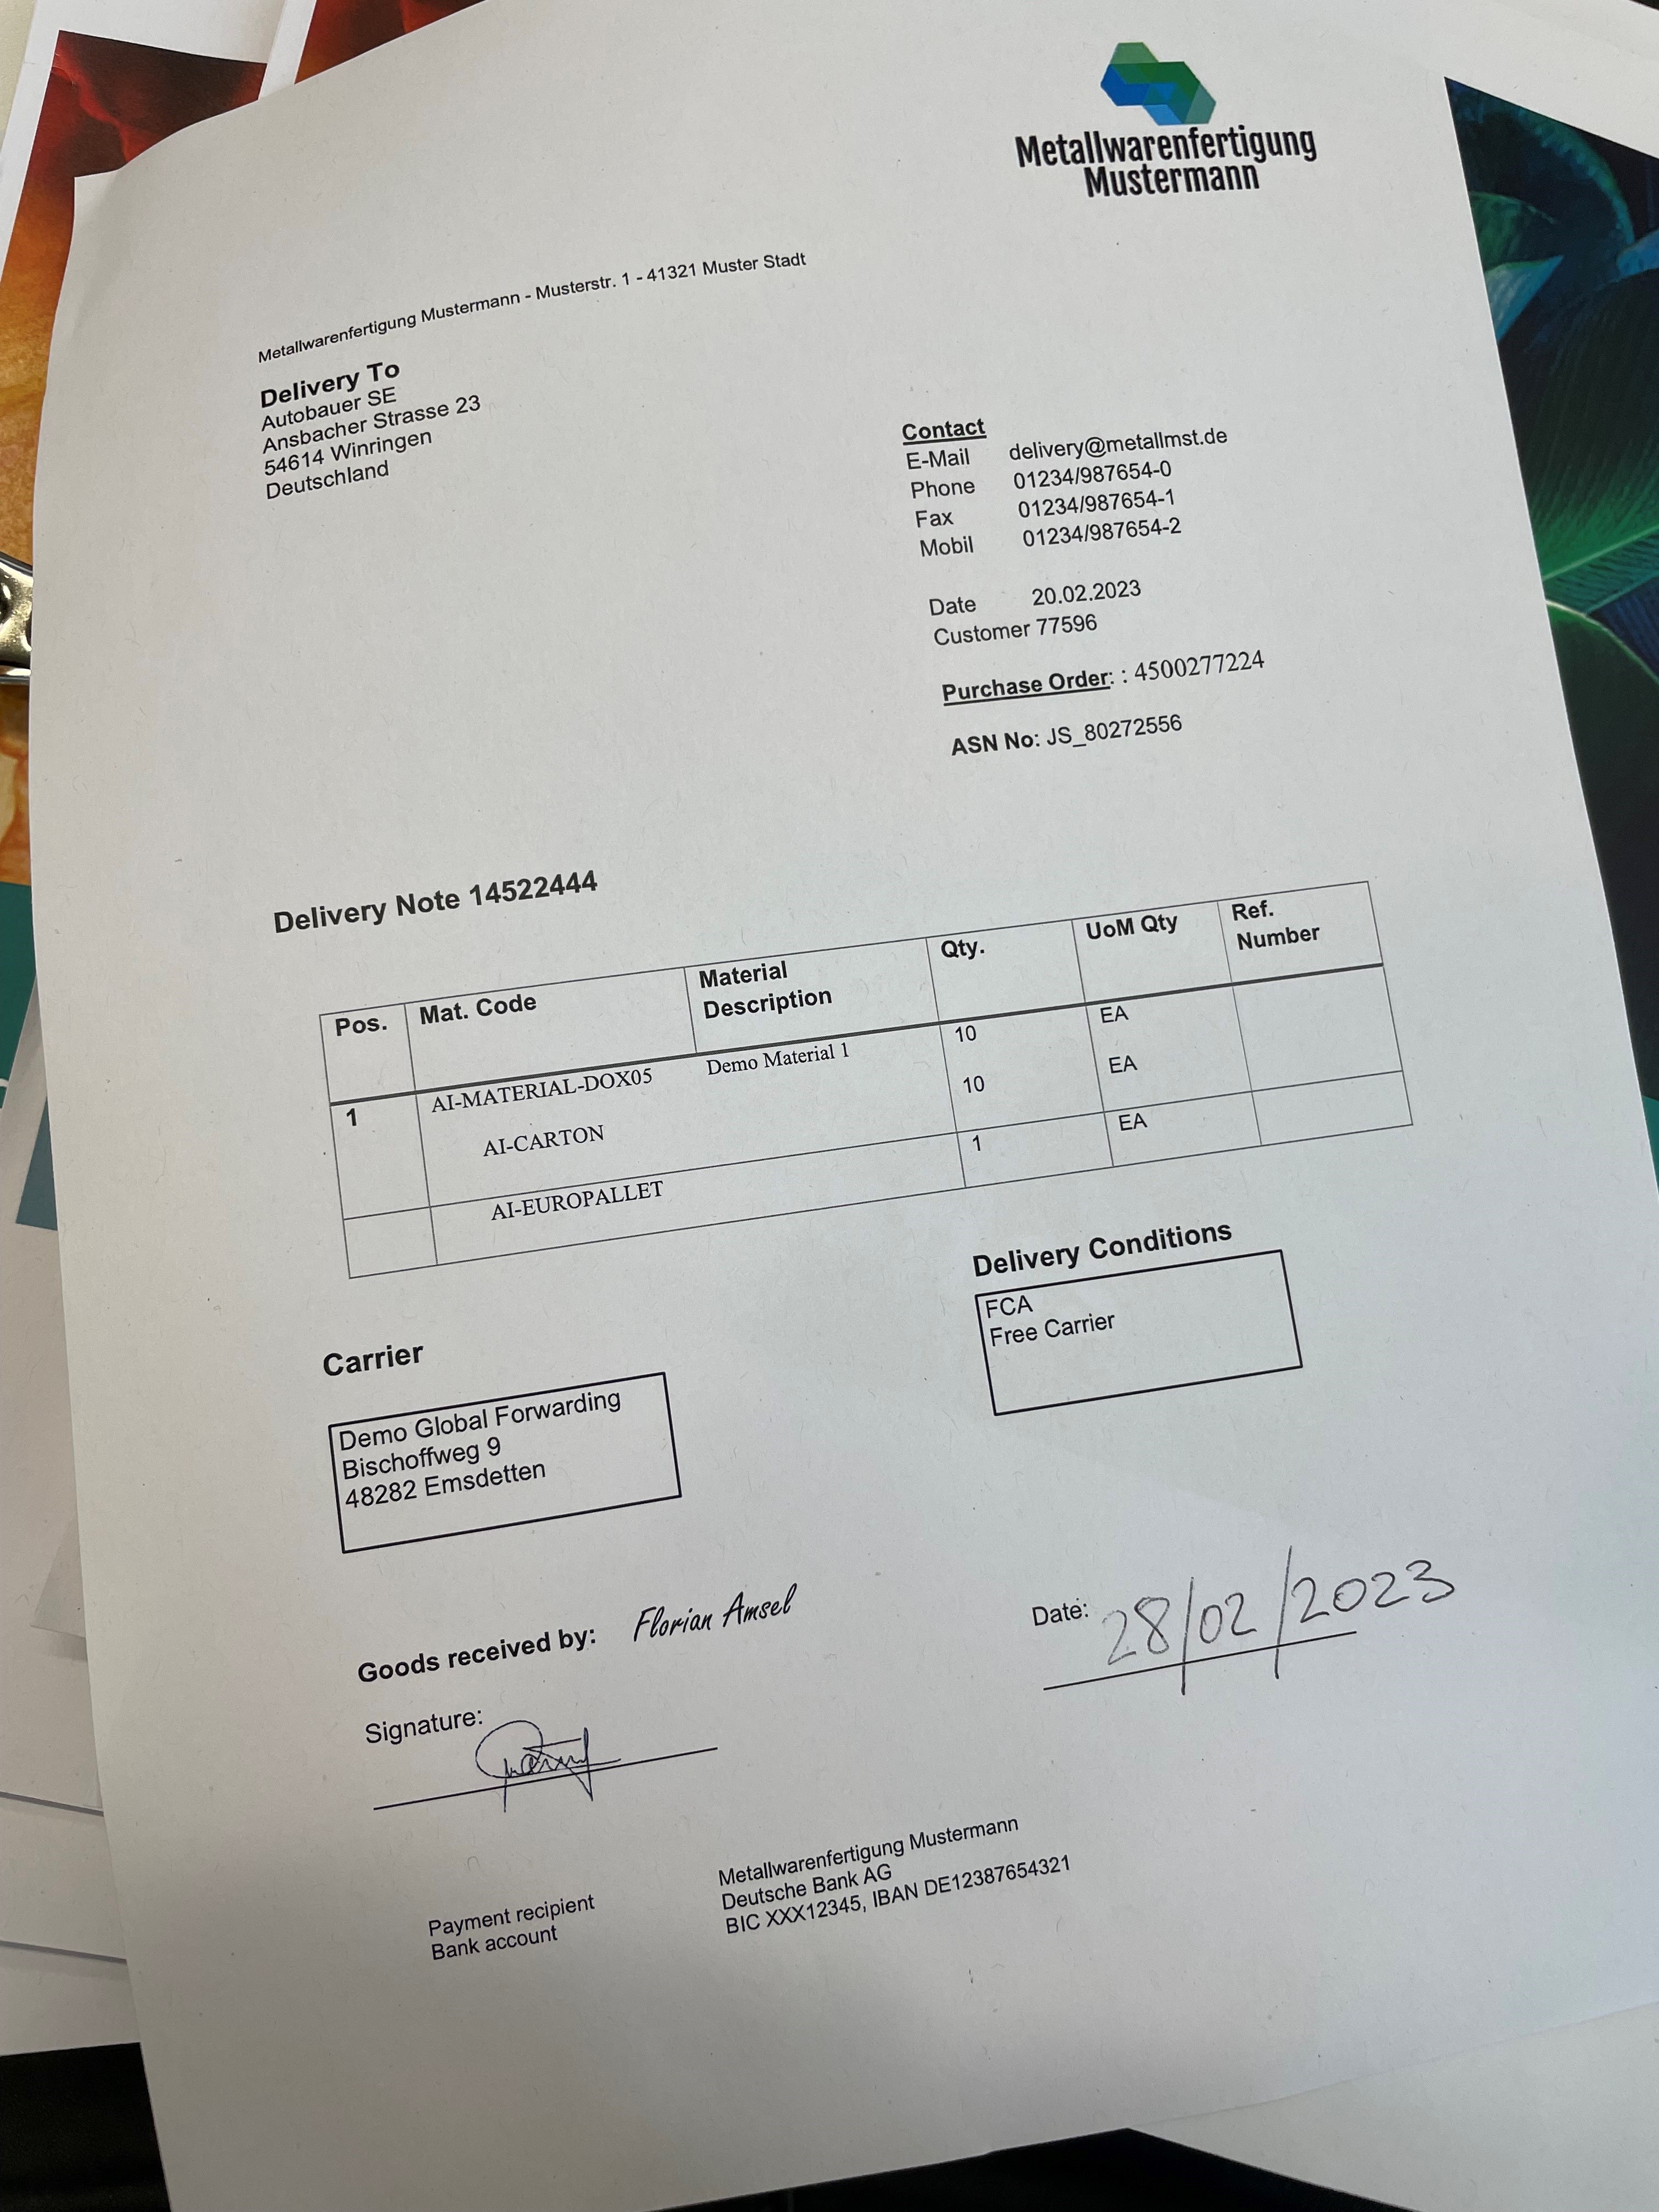 Metallwarenfertigung
Mustermann
Metallwarenfertigung Mustermann - Musterstr. 1 - 41321 Muster Stadt
Delivery To
Autobauer SE
Ansbacher Strasse 23
54614 Winringen
Deutschland
Contact
E-Mail delivery@metallmst.de
Phone 01234/987654-0
Fax 01234/987654-1
Mobil 01234/987654-2
Date 20.02.2023
Customer 77596
Purchase Order: : 4500277224
ASN No: JS_80272556
Delivery Note 14522444
Pos. Mat. Code Material Description Qty. UoM Qty Ref. Number
1 AI-MATERIAL-DOX05 Demo Material 1 10 EA
AI-CARTON 10 EA
AI-EUROPALLET 1 EA
Carrier
Demo Global Forwarding
Bischoffweg 9
48282 Emsdetten
Delivery Conditions
FCA
Free Carrier
Goods received by: Florian Amsel
Date: 28/02/2023
Signature:
Payment recipient Metallwarenfertigung Mustermann
Bank account Deutsche Bank AG
BIC XXX12345, IBAN DE12387654321